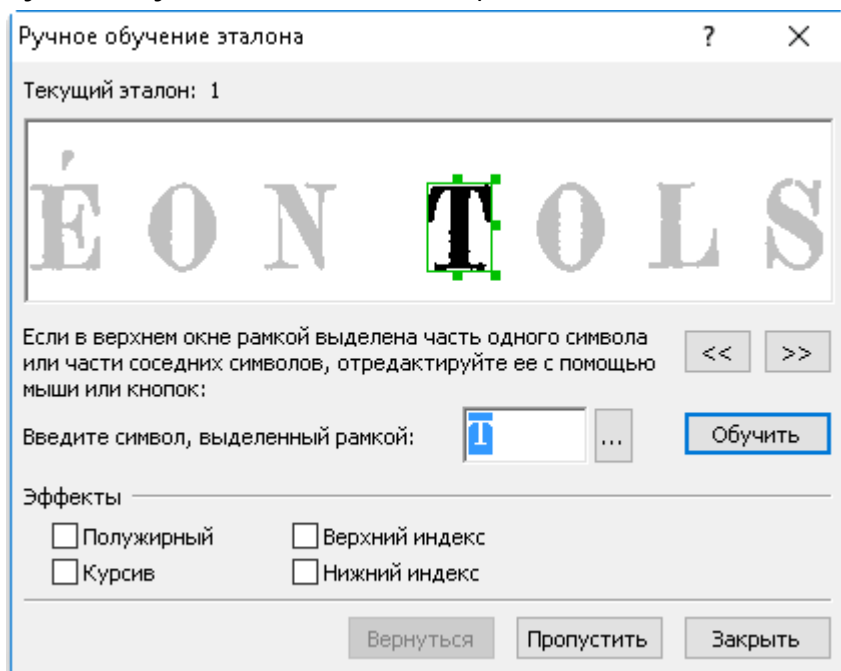 Ручное обучение эталона ? ×
Текущий эталон: 1
ÉON TOLS
Если в верхнем окне рамкой выделена часть одного символа
или части соседних символов, отредактируйте ее с помощью
мыши или кнопок:
<< >>
Введите символ, выделенный рамкой: T ... Обучить
Эффекты
Полужирный Верхний индекс
Курсив Нижний индекс
Вернуться Пропустить Закрыть